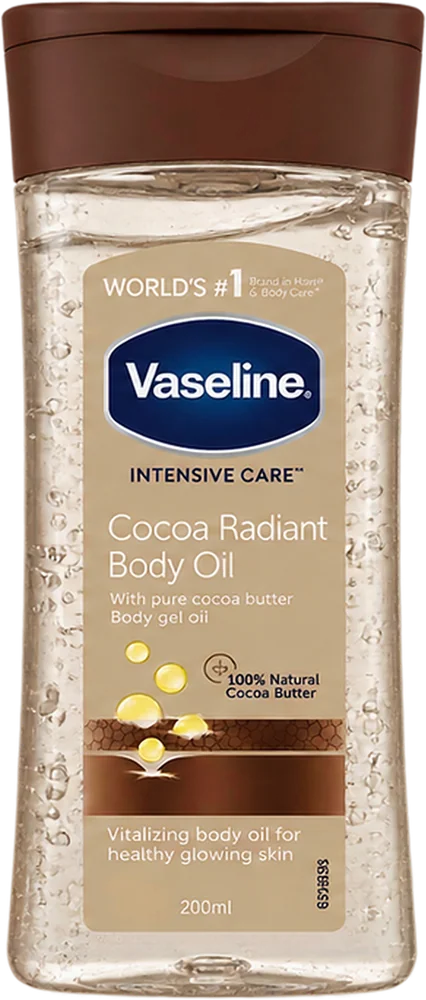 WORLD'S #1 Brand in
& Body Care
Vaseline®
INTENSIVE CARE™
Cocoa Radiant
Body Oil
With pure cocoa butter
Body gel oil
100% Natural
Cocoa Butter
Vitalizing body oil for
healthy glowing skin
200ml